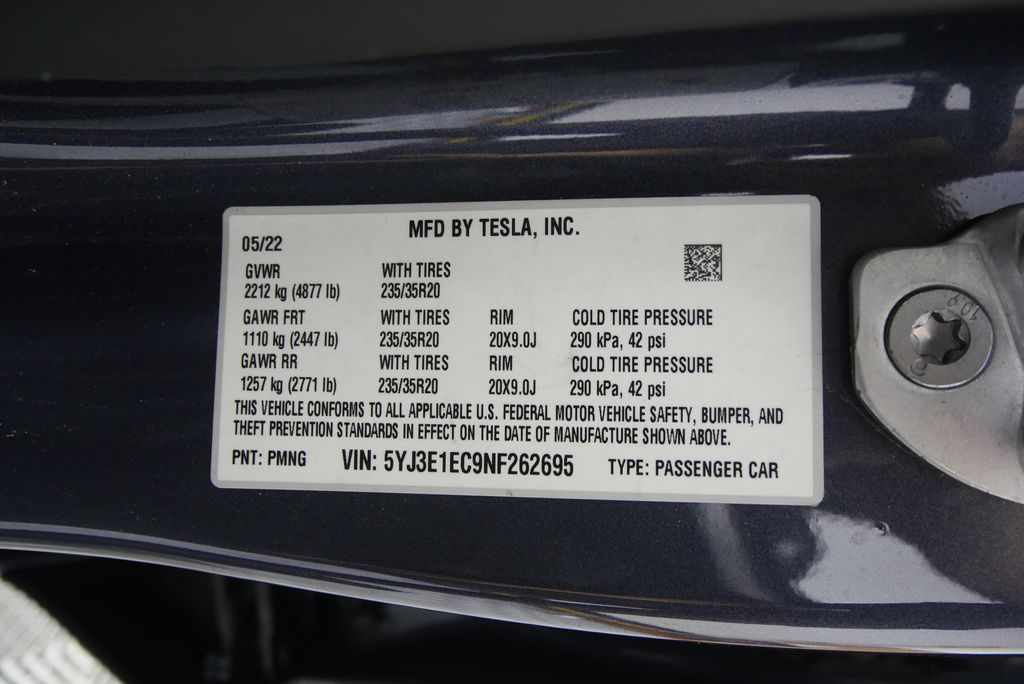 MFD BY TESLA, INC.
05/22
GVWR WITH TIRES
2212 kg (4877 lb) 235/35R20
GAWR FRT WITH TIRES RIM COLD TIRE PRESSURE
1110 kg (2447 lb) 235/35R20 20X9.0J 290 kPa, 42 psi
GAWR RR WITH TIRES RIM COLD TIRE PRESSURE
1257 kg (2771 lb) 235/35R20 20X9.0J 290 kPa, 42 psi
THIS VEHICLE CONFORMS TO ALL APPLICABLE U.S. FEDERAL MOTOR VEHICLE SAFETY, BUMPER, AND
THEFT PREVENTION STANDARDS IN EFFECT ON THE DATE OF MANUFACTURE SHOWN ABOVE.
PNT: PMNG VIN: 5YJ3E1EC9NF262695 TYPE: PASSENGER CAR
10.9